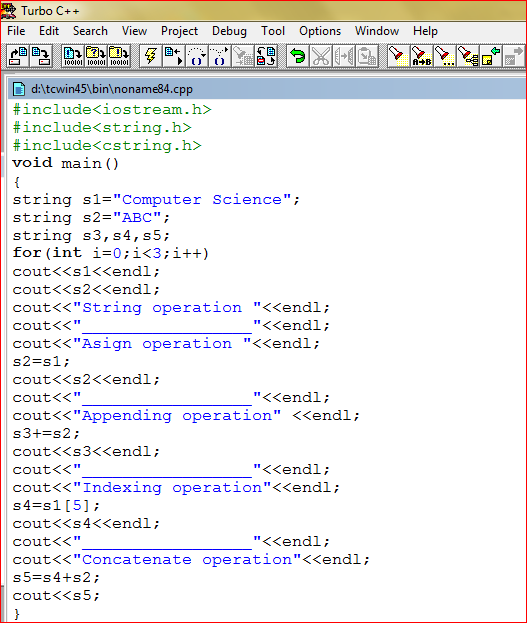 Turbo C++
File Edit Search View Project Debug Tool Options Window Help
d:\tcwin45\bin\noname84.cpp
#include<iostream.h>
#include<string.h>
#include<cstring.h>
void main()
{
string s1="Computer Science";
string s2="ABC";
string s3,s4,s5;
for(int i=0;i<3;i++)
cout<<s1<<endl;
cout<<s2<<endl;
cout<<"String operation "<<endl;
cout<<"_________________"<<endl;
cout<<"Asign operation "<<endl;
s2=s1;
cout<<s2<<endl;
cout<<"_________________"<<endl;
cout<<"Appending operation" <<endl;
s3+=s2;
cout<<s3<<endl;
cout<<"_________________"<<endl;
cout<<"Indexing operation"<<endl;
s4=s1[5];
cout<<s4<<endl;
cout<<"_________________"<<endl;
cout<<"Concatenate operation"<<endl;
s5=s4+s2;
cout<<s5;
}